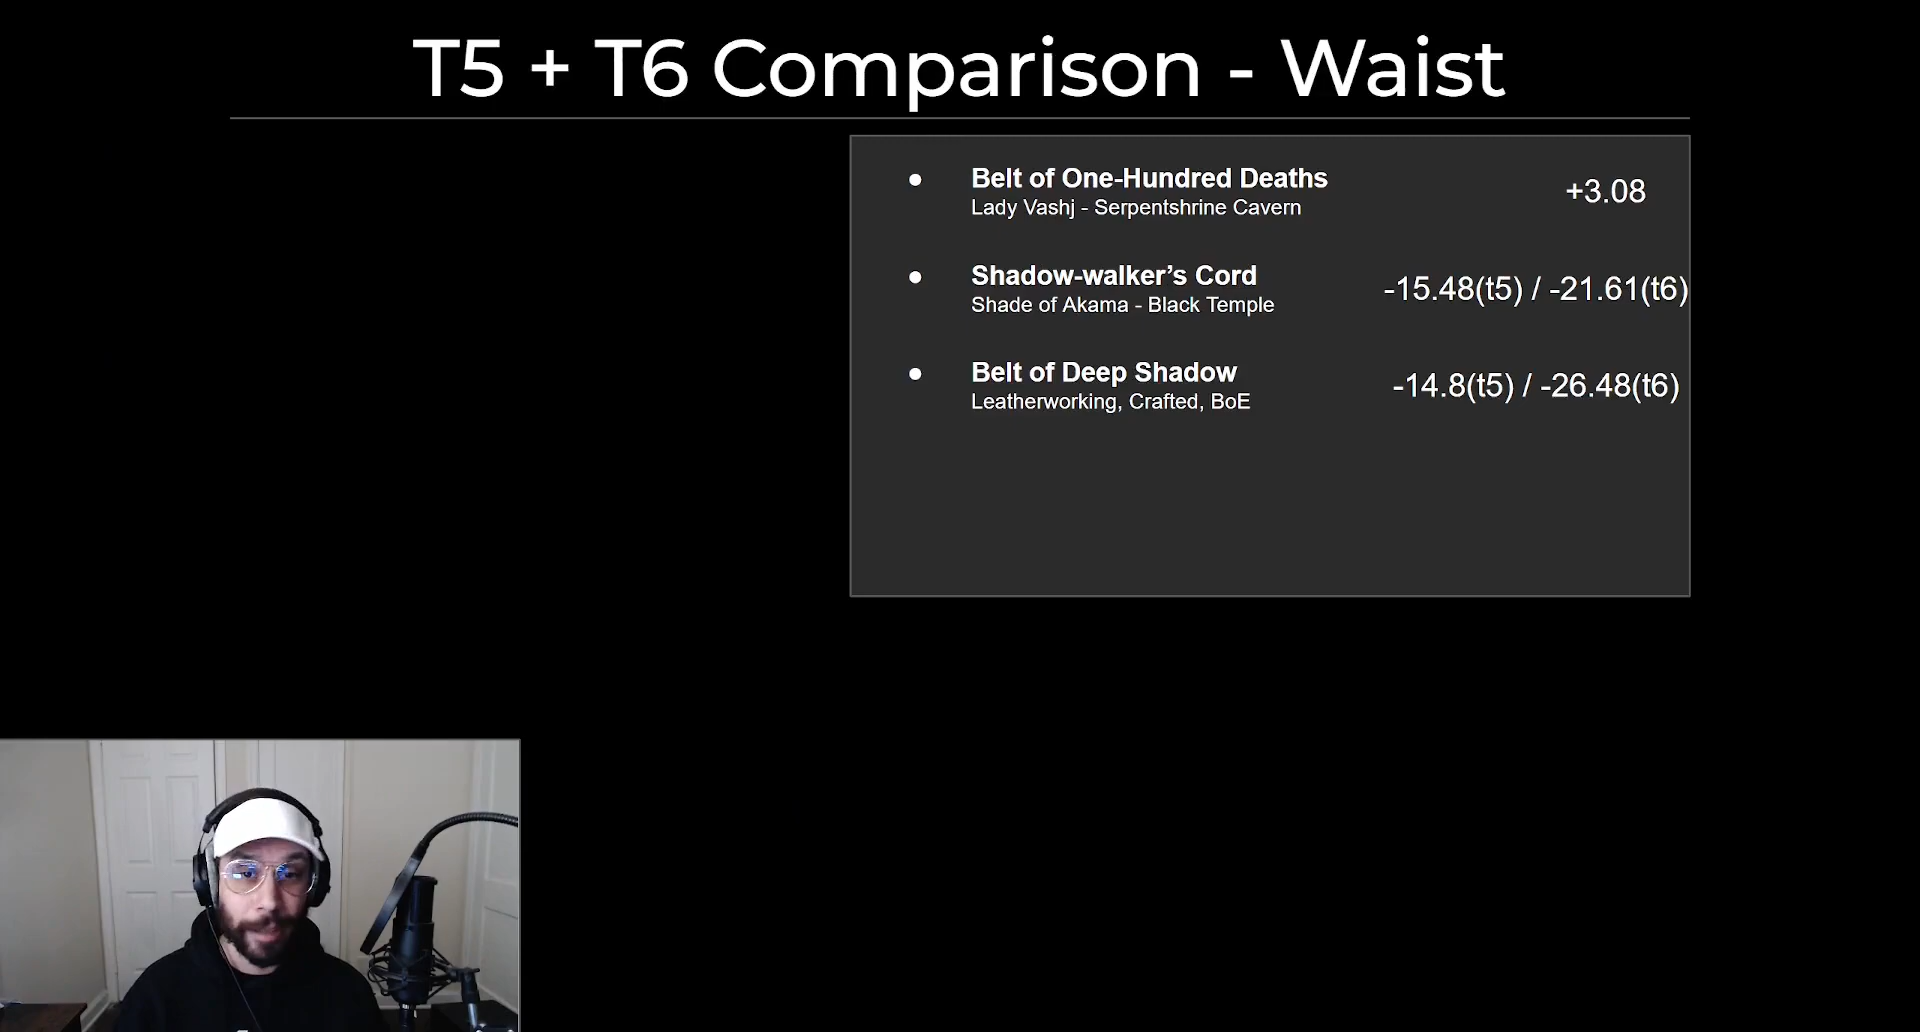 T5 + T6 Comparison - Waist
● Belt of One-Hundred Deaths +3.08
Lady Vashj - Serpentshrine Cavern
● Shadow-walker’s Cord -15.48(t5) / -21.61(t6)
Shade of Akama - Black Temple
● Belt of Deep Shadow -14.8(t5) / -26.48(t6)
Leatherworking, Crafted, BoE